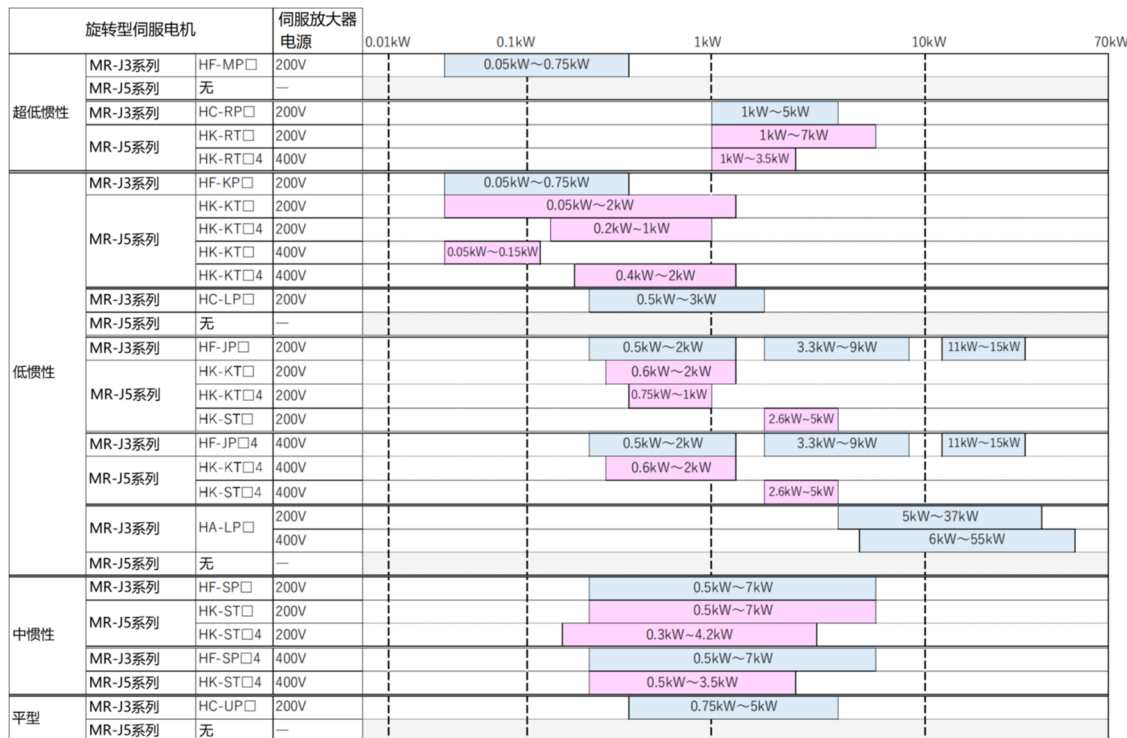 旋转型伺服电机
伺服放大器
电源
0.01kW 0.1kW 1kW 10kW 70kW
超低惯性
MR-J3系列 HF-MP□ 200V 0.05kW～0.75kW
MR-J5系列 无 —
MR-J3系列 HC-RP□ 200V 1kW～5kW
MR-J5系列
HK-RT□ 200V 1kW～7kW
HK-RT□4 400V 1kW～3.5kW
低惯性
MR-J3系列 HF-KP□ 200V 0.05kW～0.75kW
MR-J5系列
HK-KT□ 200V 0.05kW～2kW
HK-KT□4 200V 0.2kW~1kW
HK-KT□ 400V 0.05kW～0.15kW
HK-KT□4 400V 0.4kW～2kW
MR-J3系列 HC-LP□ 200V 0.5kW～3kW
MR-J5系列 无 —
MR-J3系列 HF-JP□ 200V 0.5kW～2kW 3.3kW～9kW 11kW～15kW
MR-J5系列
HK-KT□ 200V 0.6kW～2kW
HK-KT□4 200V 0.75kW～1kW
HK-ST□ 200V 2.6kW~5kW
MR-J3系列 HF-JP□4 400V 0.5kW～2kW 3.3kW～9kW 11kW～15kW
MR-J5系列
HK-KT□4 400V 0.6kW～2kW
HK-ST□4 400V 2.6kW~5kW
MR-J3系列 HA-LP□
200V 5kW～37kW
400V 6kW～55kW
MR-J5系列 无 —
中惯性
MR-J3系列 HF-SP□ 200V 0.5kW～7kW
MR-J5系列
HK-ST□ 200V 0.5kW～7kW
HK-ST□4 200V 0.3kW~4.2kW
MR-J3系列 HF-SP□4 400V 0.5kW～7kW
MR-J5系列 HK-ST□4 400V 0.5kW～3.5kW
平型
MR-J3系列 HC-UP□ 200V 0.75kW～5kW
MR-J5系列 无 —